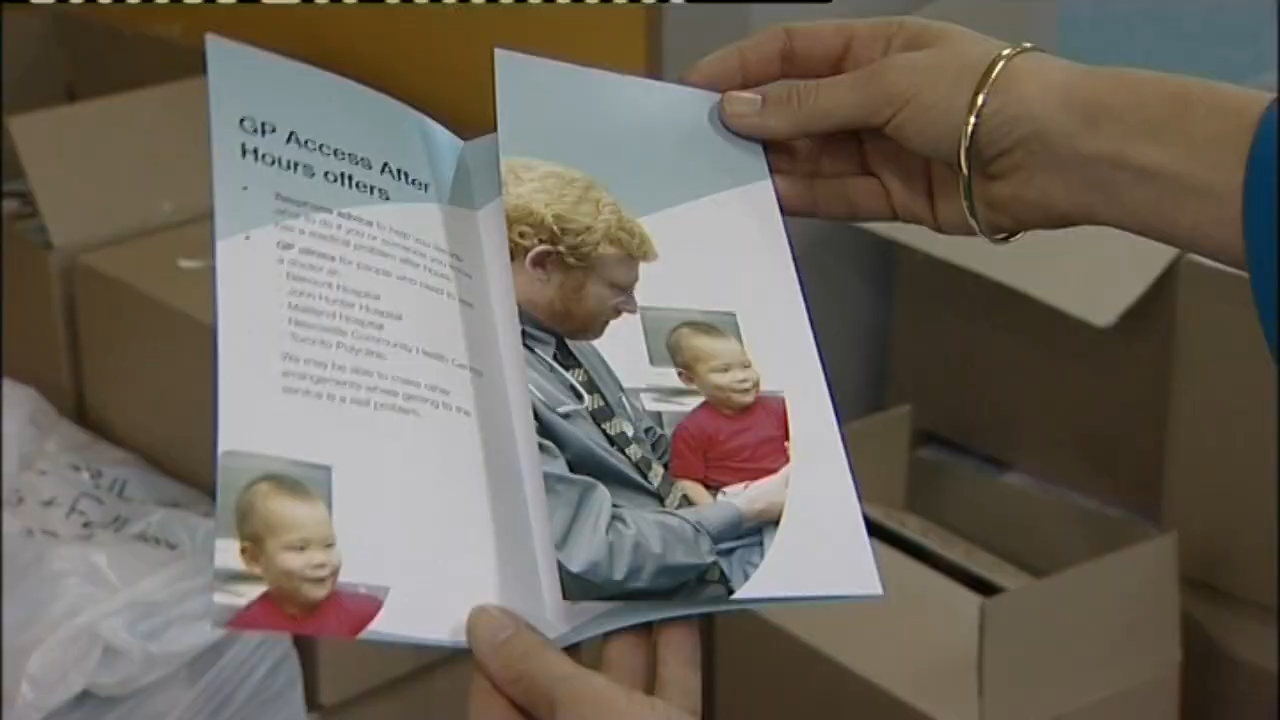 GP Access After
Hours offers
Telephone advice to help you decide
what to do if you or someone you know
has a medical problem after hours
GP clinics for people who need to see
a doctor at:
- Belmont Hospital
- John Hunter Hospital
- Maitland Hospital
- Newcastle Community Health Centre
- Toronto Polyclinic
We may be able to make other
arrangements where getting to the
service is a real problem.